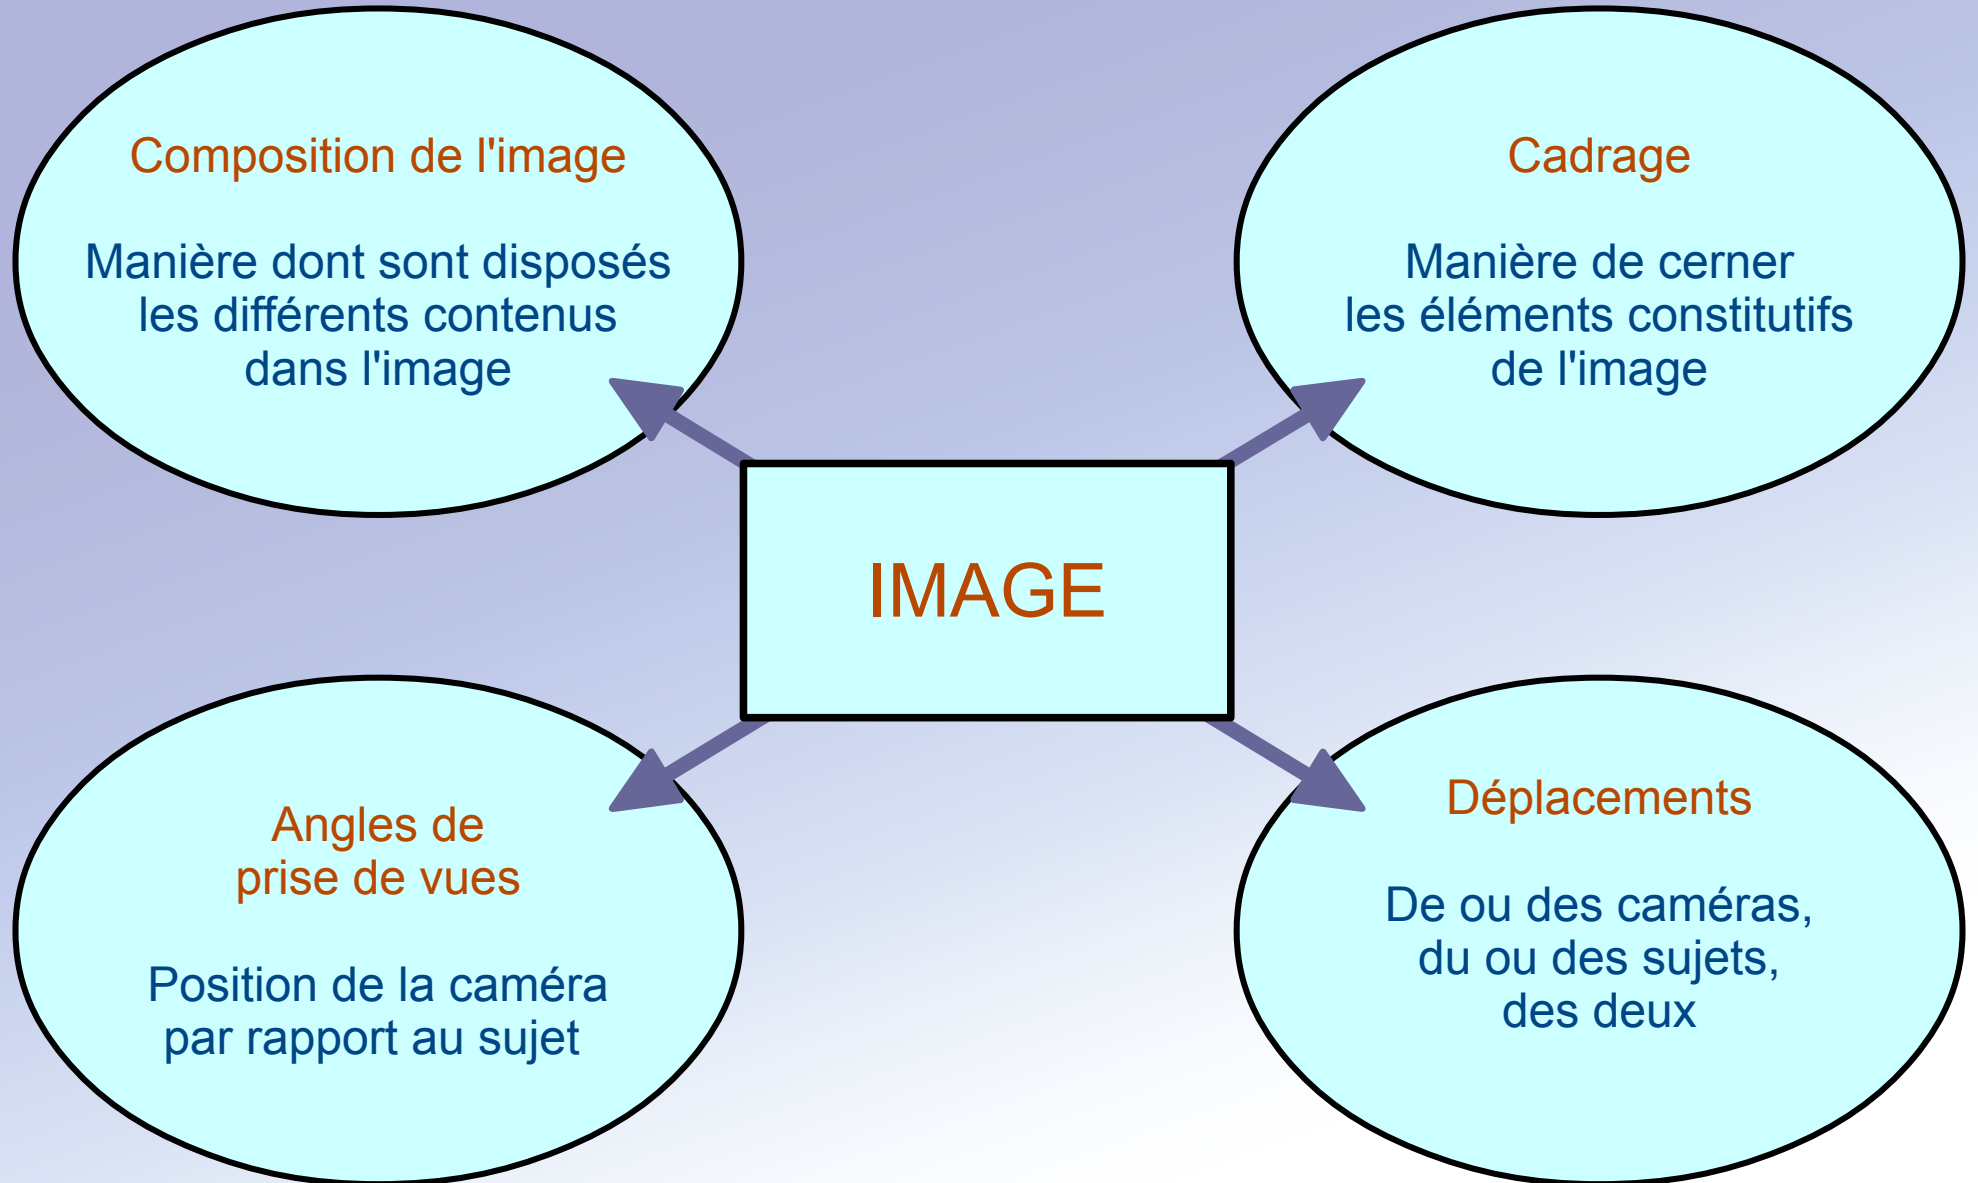 Composition de l'image
Manière dont sont disposés
les différents contenus
dans l'image
Cadrage
Manière de cerner
les éléments constitutifs
de l'image
IMAGE
Angles de
prise de vues
Position de la caméra
par rapport au sujet
Déplacements
De ou des caméras,
du ou des sujets,
des deux